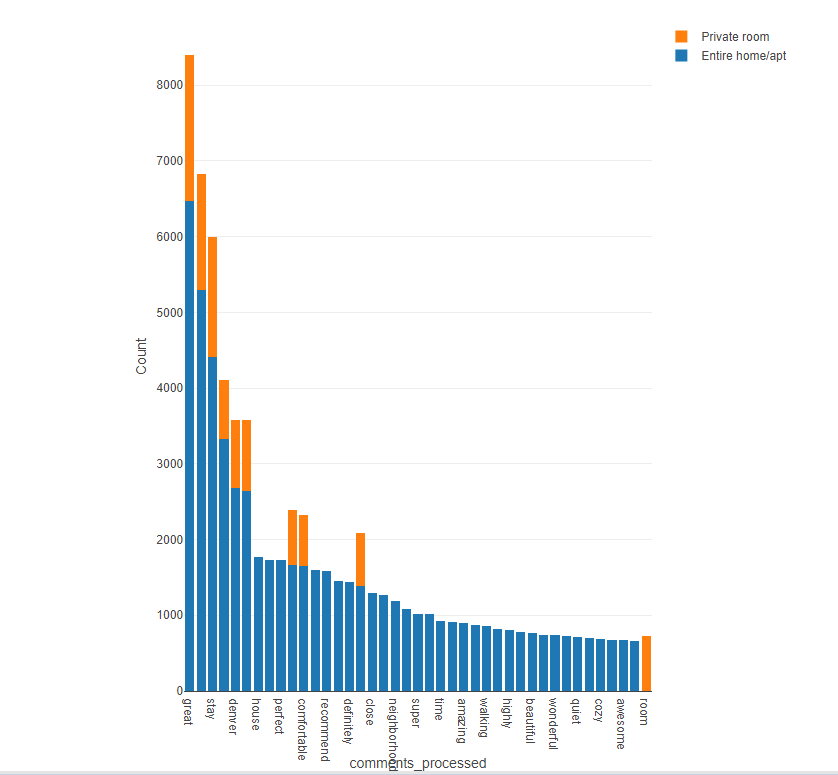 Private room
Entire home/apt
8000
7000
6000
5000
4000
3000
2000
1000
0
Count
great
stay
denver
house
perfect
comfortable
recommend
definitely
close
neighborhood
super
time
amazing
walking
highly
beautiful
wonderful
quiet
cozy
awesome
room
comments_processed